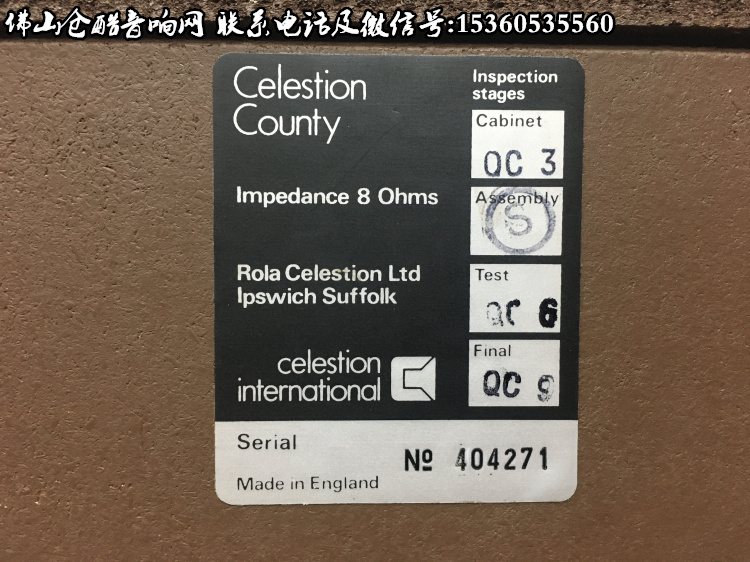 佛山仓酷音响网 联系电话及微信号:15360535560
Celestion
County
Inspection
stages
Cabinet
QC 3
Impedance 8 Ohms
Assembly
S
Rola Celestion Ltd
Ipswich Suffolk
Test
QC 6
celestion
international
Final
QC 9
Serial
Nº 404271
Made in England